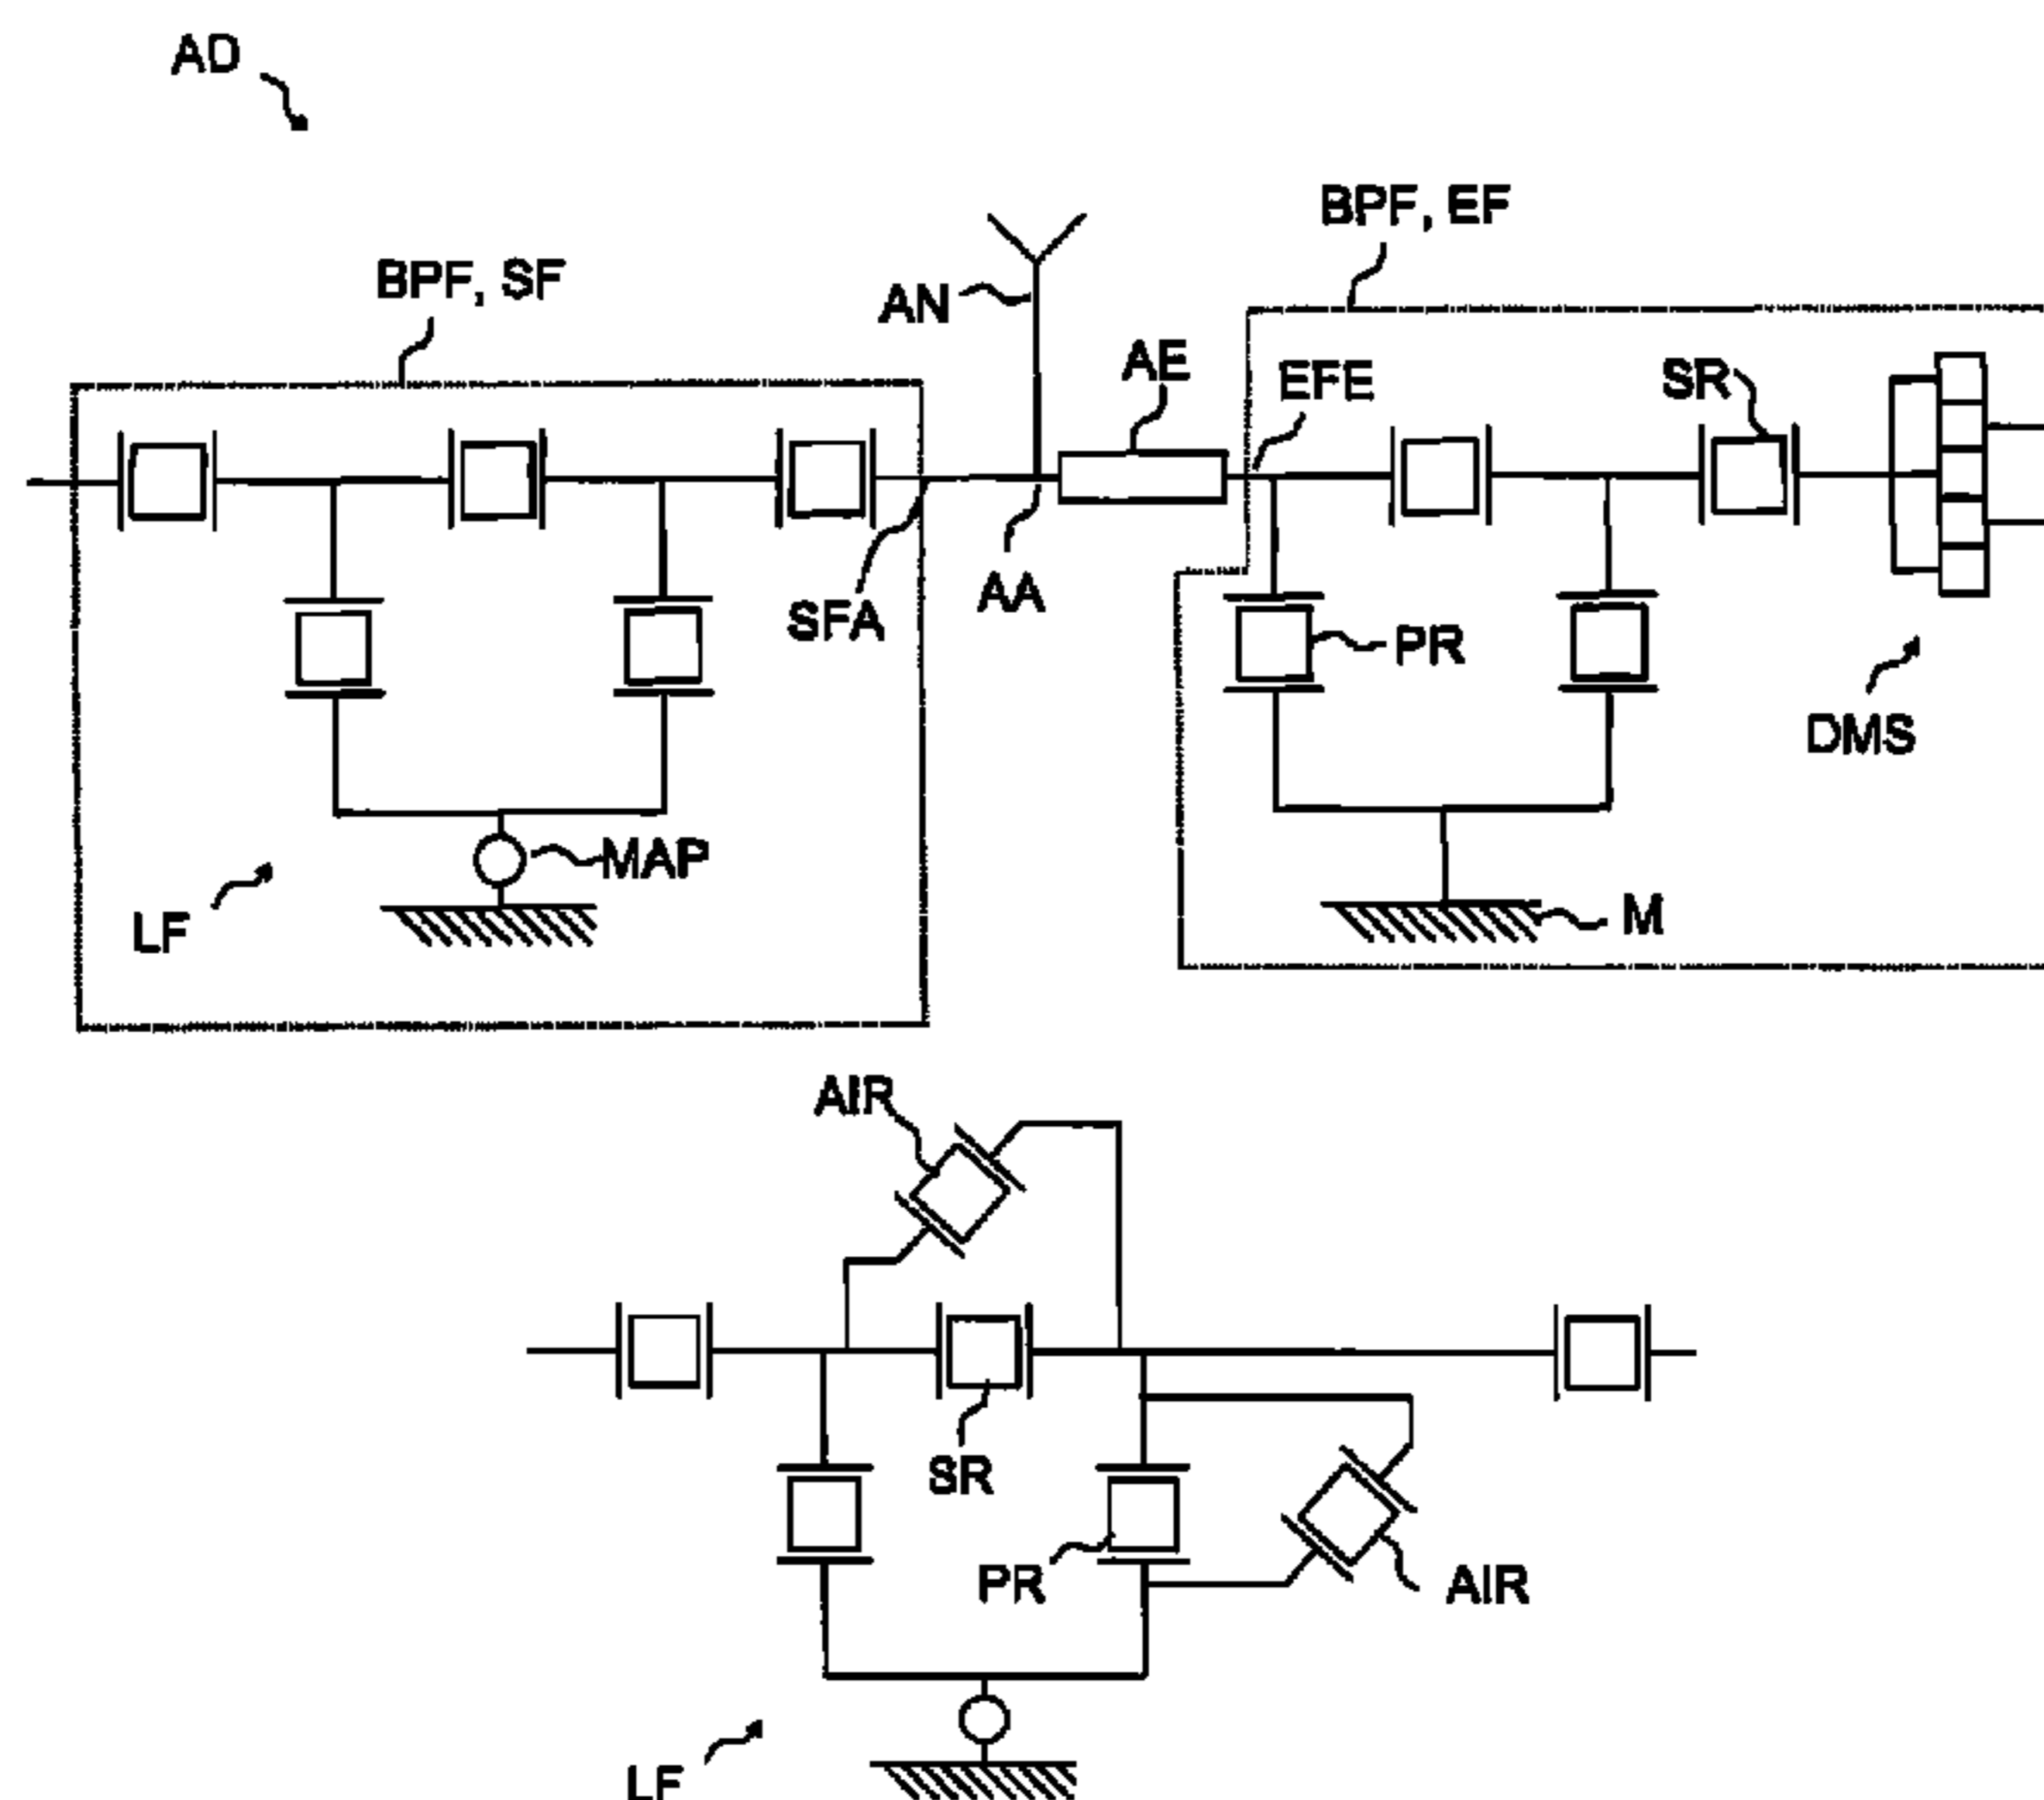 AD
BPF, EF
BPF, SF
AN
AE
EFE
SR
AA
SFA
PR
DMS
MAP
LF
M
AIR
SR
PR
AIR
LF